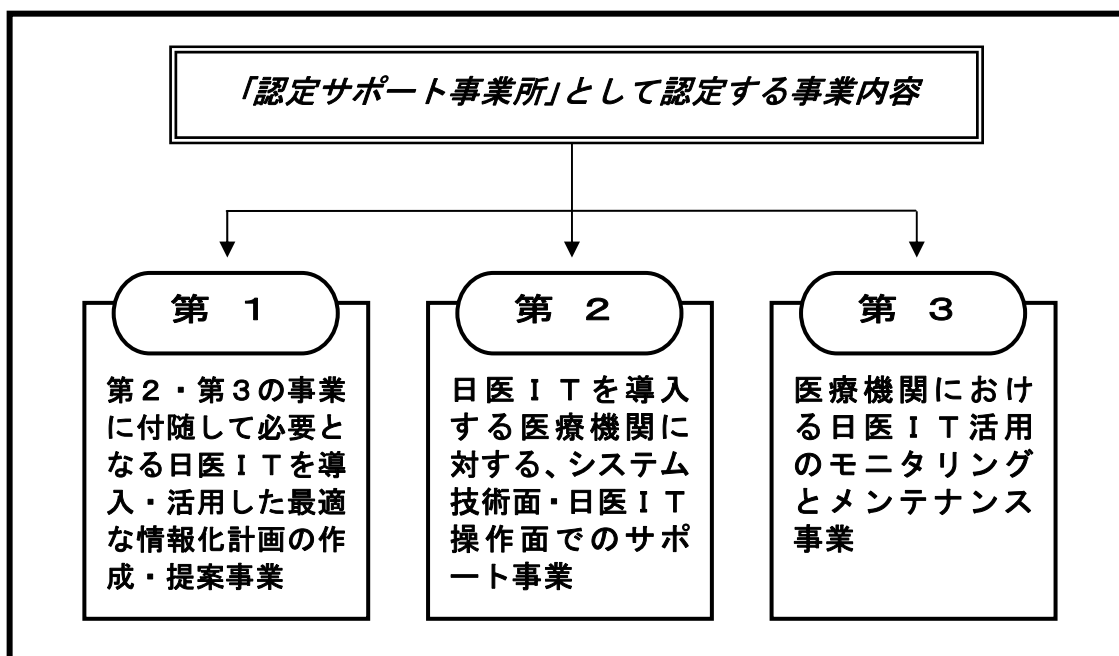 「認定サポート事業所」として認定する事業内容
第 1
第2・第3の事業
に付随して必要と
なる日医ITを導
入・活用した最適
な情報化計画の作
成・提案事業
第 2
日医ITを導入
する医療機関に
対する、システム
技術面・日医IT
操作面でのサポ
ート事業
第 3
医療機関におけ
る日医IT活用
のモニタリング
とメンテナンス
事業